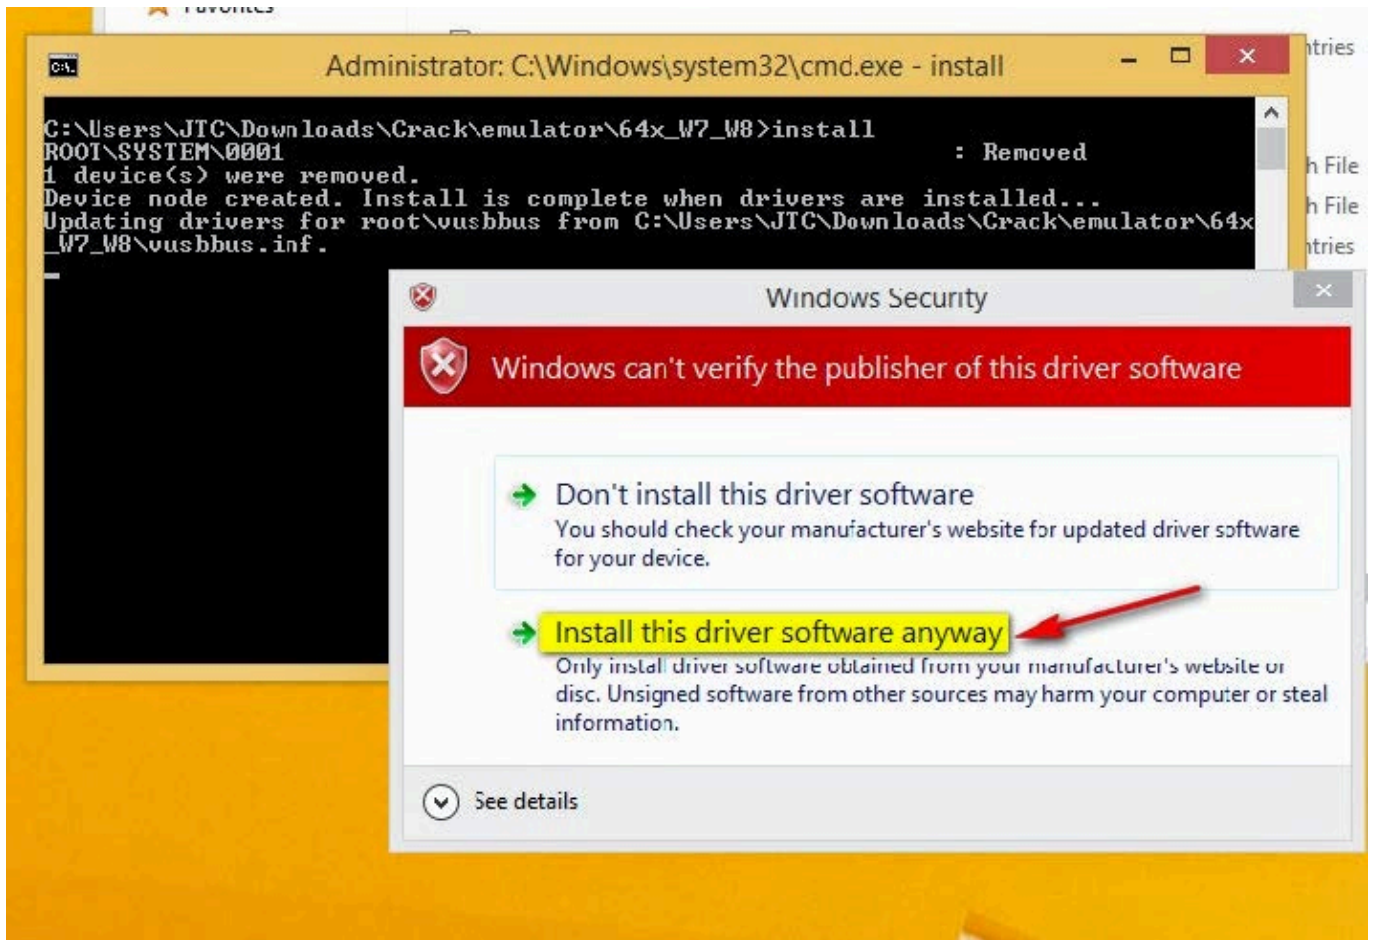 Favorites
ntries
Administrator: C:\Windows\system32\cmd.exe - install
C:\Users\JTC\Downloads\Crack\emulator\64x_W7_W8>install
ROOT\SYSTEM\0001 : Removed
1 device(s) were removed.
Device node created. Install is complete when drivers are installed...
Updating drivers for root\vusbbus from C:\Users\JTC\Downloads\Crack\emulator\64x
_W7_W8\vusbbus.inf.
h File
h File
ntries
Windows Security
Windows can't verify the publisher of this driver software
Don't install this driver software
You should check your manufacturer's website for updated driver software
for your device.
Install this driver software anyway
Only install driver software obtained from your manufacturer's website or
disc. Unsigned software from other sources may harm your computer or steal
information.
See details